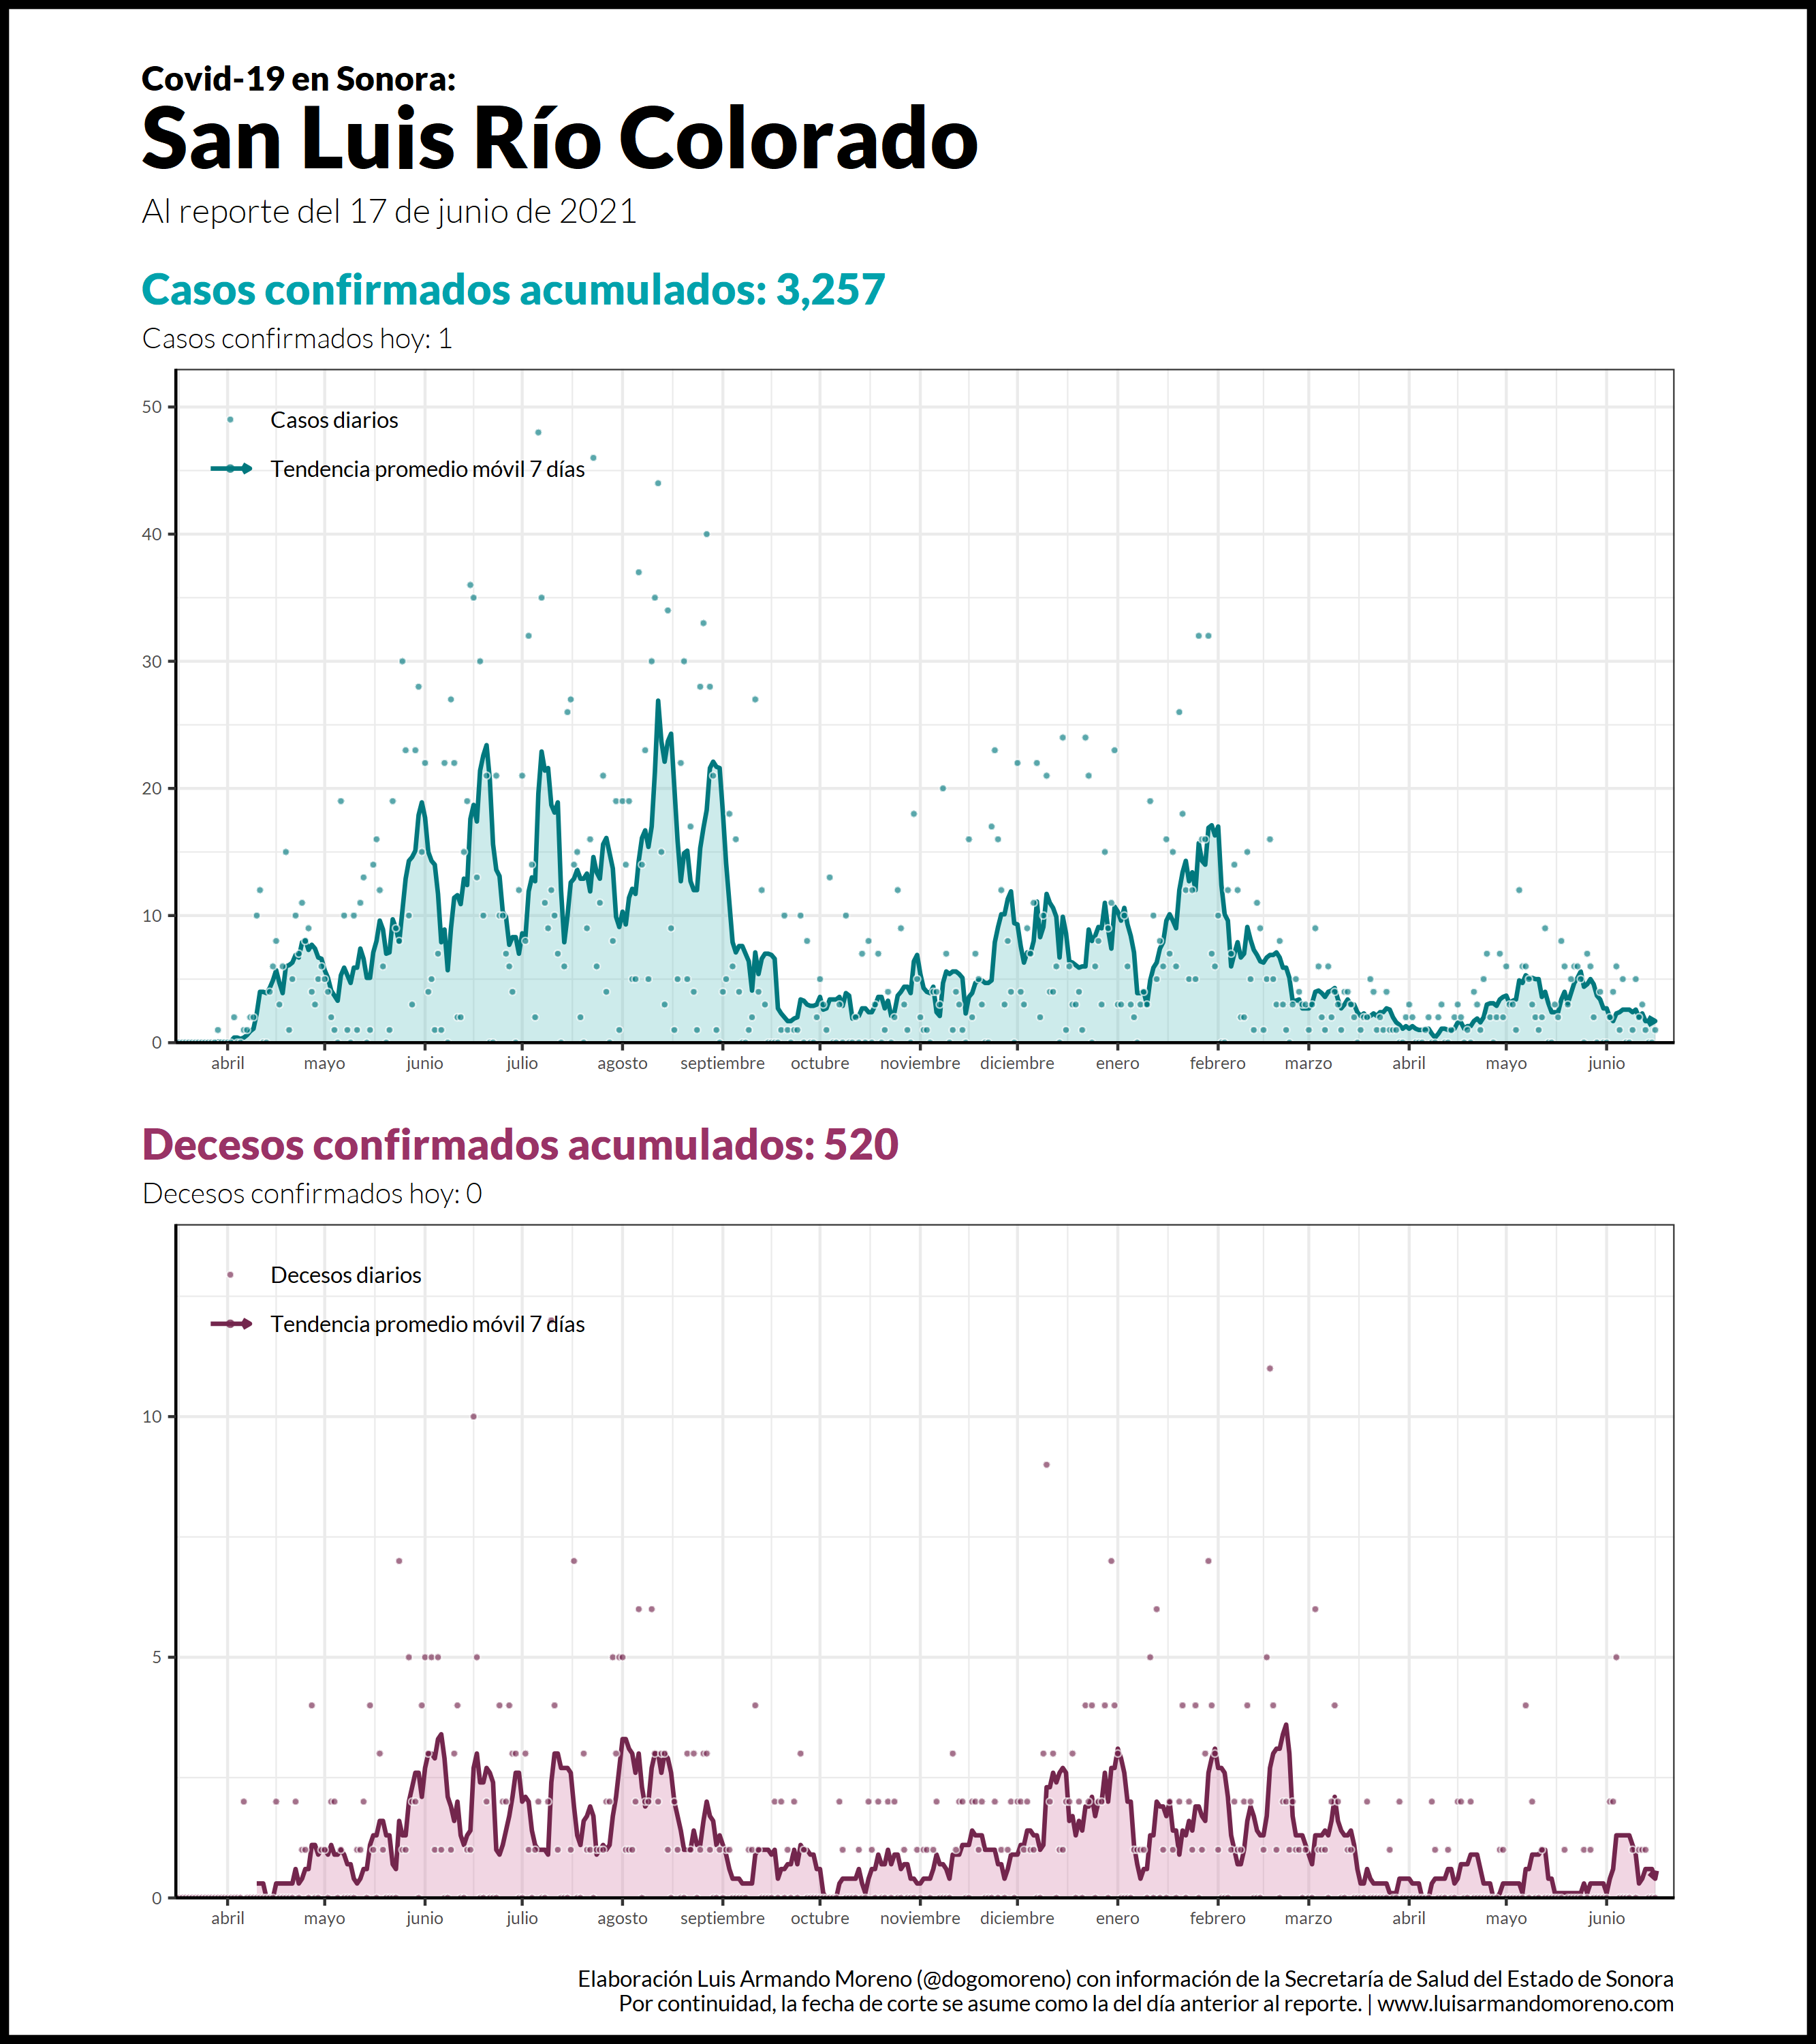 Covid-19 en Sonora:
San Luis Río Colorado
Al reporte del 17 de junio de 2021
Casos confirmados acumulados: 3,257
Casos confirmados hoy: 1
50
Casos diarios
Tendencia promedio móvil 7 días
40
30
20
10
0
abril mayo junio julio agosto septiembre octubre noviembre diciembre enero febrero marzo abril mayo junio
Decesos confirmados acumulados: 520
Decesos confirmados hoy: 0
Decesos diarios
Tendencia promedio móvil 7 días
10
5
0
abril mayo junio julio agosto septiembre octubre noviembre diciembre enero febrero marzo abril mayo junio
Elaboración Luis Armando Moreno (@dogomoreno) con información de la Secretaría de Salud del Estado de Sonora
Por continuidad, la fecha de corte se asume como la del día anterior al reporte. | www.luisarmandomoreno.com